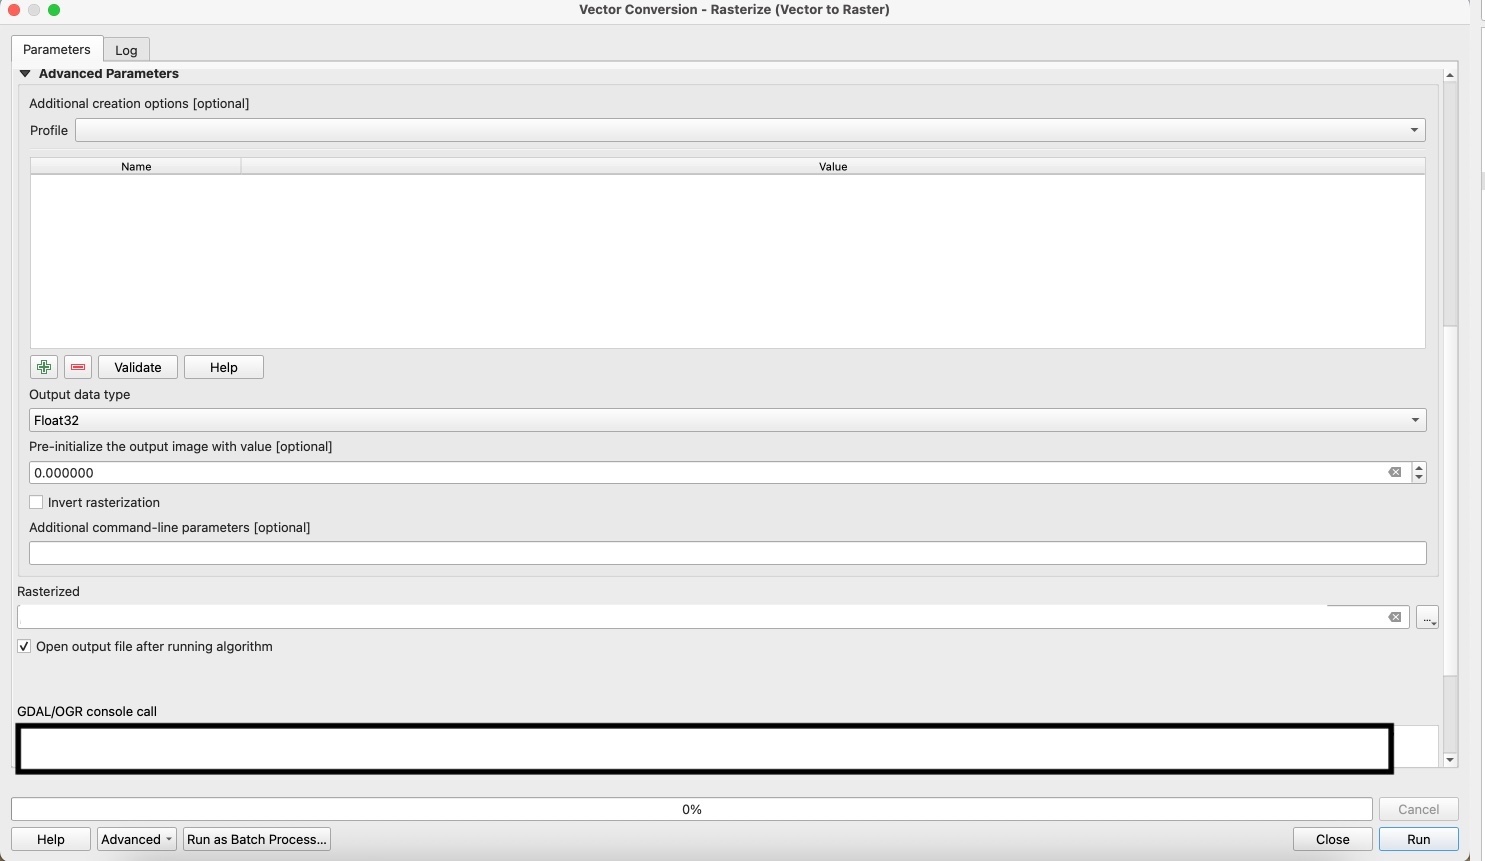 Vector Conversion - Rasterize (Vector to Raster)
Parameters Log
Advanced Parameters
Additional creation options [optional]
Profile
Name Value
Validate Help
Output data type
Float32
Pre-initialize the output image with value [optional]
0.000000
Invert rasterization
Additional command-line parameters [optional]
Rasterized
...
Open output file after running algorithm
GDAL/OGR console call
0% Cancel
Help Advanced Run as Batch Process... Close Run